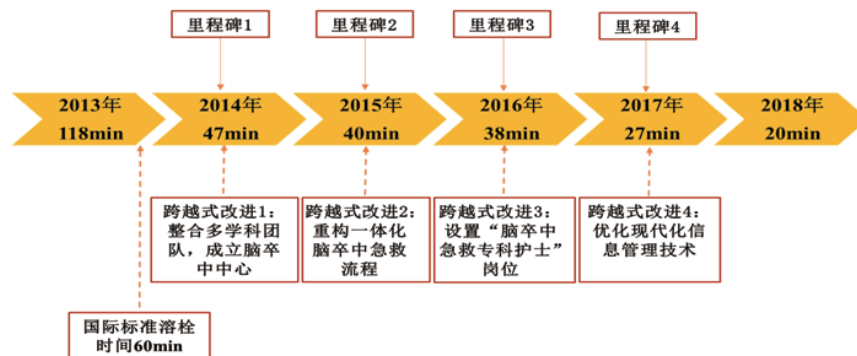 里程碑1
里程碑2
里程碑3
里程碑4
2013年
118min
2014年
47min
2015年
40min
2016年
38min
2017年
27min
2018年
20min
跨越式改进1：
整合多学科团
队，成立脑卒
中中心
跨越式改进2：
重构一体化
脑卒中急救
流程
跨越式改进3：
设置“脑卒中
急救专科护士”
岗位
跨越式改进4：
优化现代化信
息管理技术
国际标准溶栓
时间60min